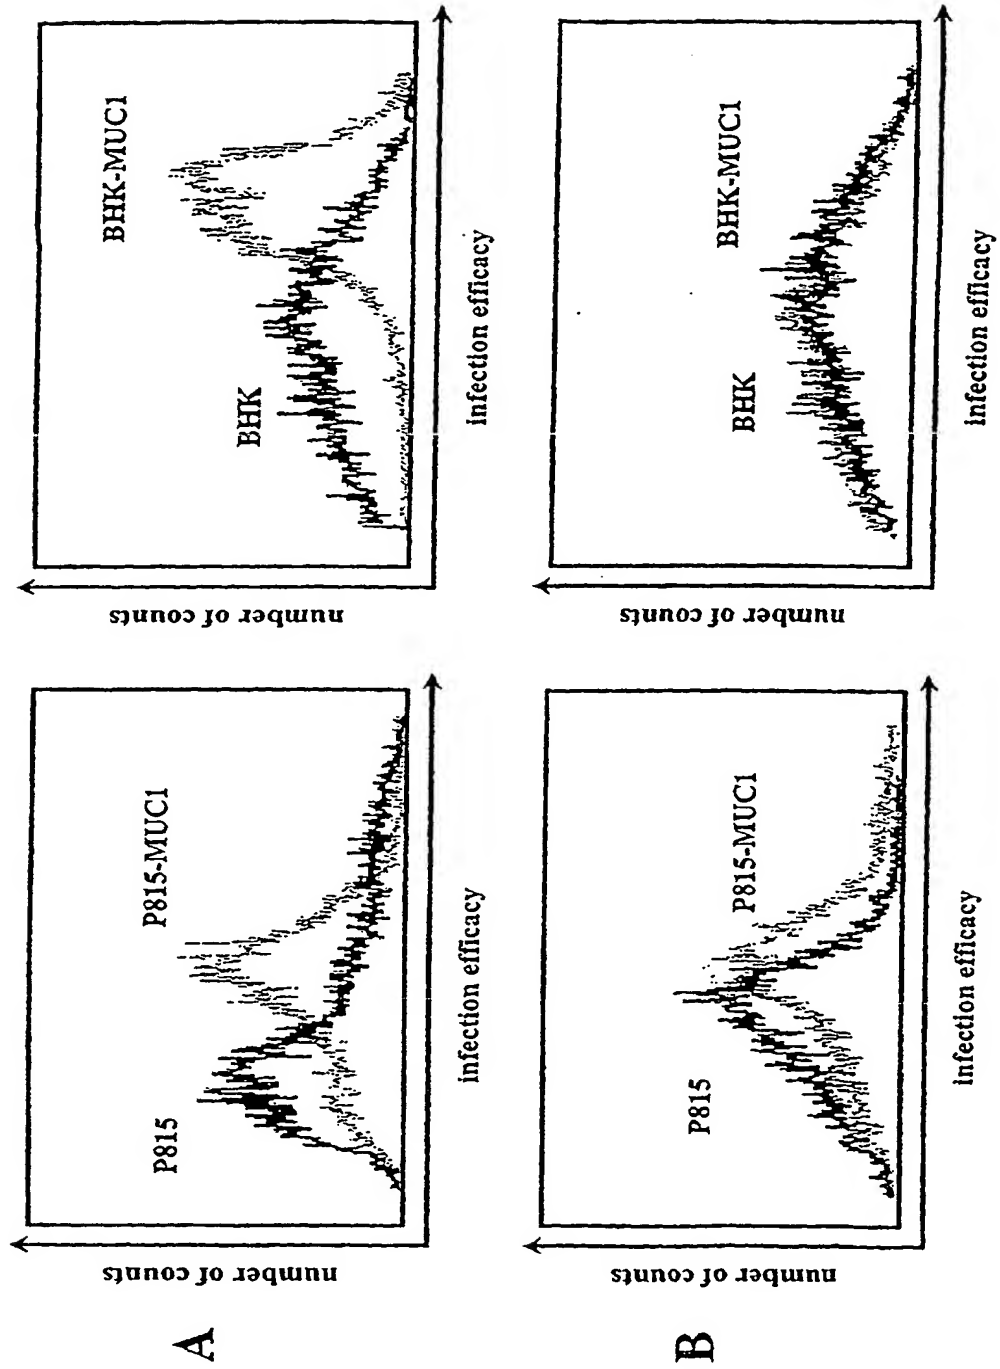 A
number of counts
P815
P815-MUC1
infection efficacy
number of counts
BHK
BHK-MUC1
infection efficacy
B
number of counts
P815
P815-MUC1
infection efficacy
number of counts
BHK
BHK-MUC1
infection efficacy